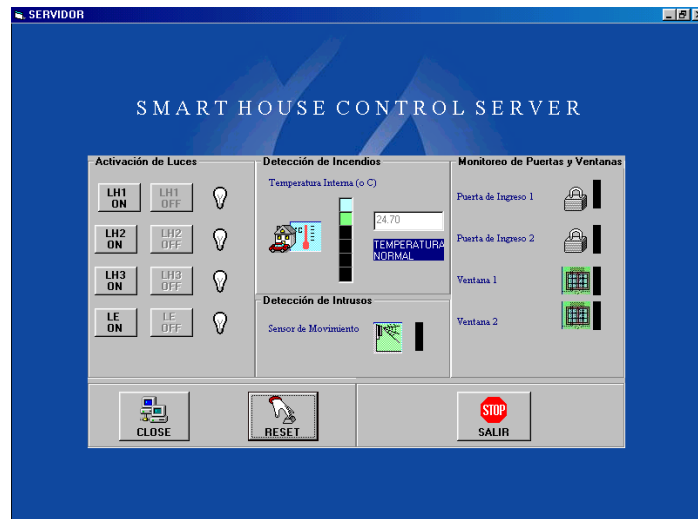 SERVIDOR
SMART HOUSE CONTROL SERVER
Activación de Luces
LH1 ON
LH1 OFF
LH2 ON
LH2 OFF
LH3 ON
LH3 OFF
LE ON
LE OFF
Detección de Incendios
Temperatura Interna (o C)
°C
24.70
TEMPERATURA
NORMAL
Detección de Intrusos
Sensor de Movimiento
Monitoreo de Puertas y Ventanas
Puerta de Ingreso 1
Puerta de Ingreso 2
Ventana 1
Ventana 2
CLOSE
RESET
STOP
SALIR